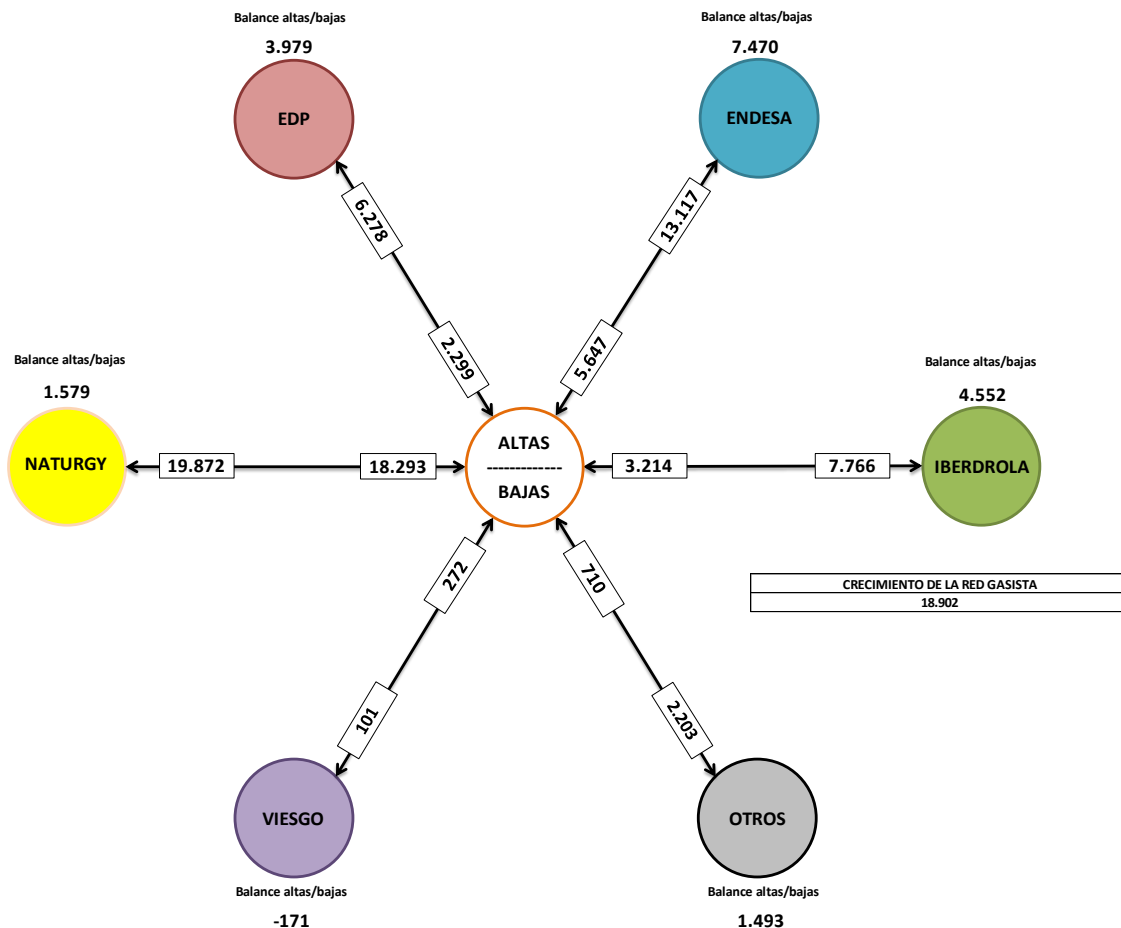 Balance altas/bajas
3.979
EDP
Balance altas/bajas
7.470
ENDESA
6.278
13.117
2.299
5.647
Balance altas/bajas
1.579
NATURGY
19.872
18.293
ALTAS
-------------
BAJAS
3.214
7.766
Balance altas/bajas
4.552
IBERDROLA
272
710
CRECIMIENTO DE LA RED GASISTA
18.902
101
2.203
VIESGO
Balance altas/bajas
-171
OTROS
Balance altas/bajas
1.493